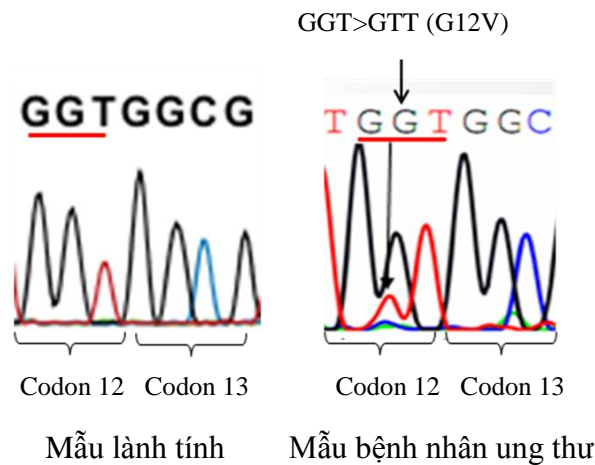 GGT>GTT (G12V)
GGTGGCG
TGGTGGC
Codon 12 Codon 13
Codon 12 Codon 13
Mẫu lành tính
Mẫu bệnh nhân ung thư